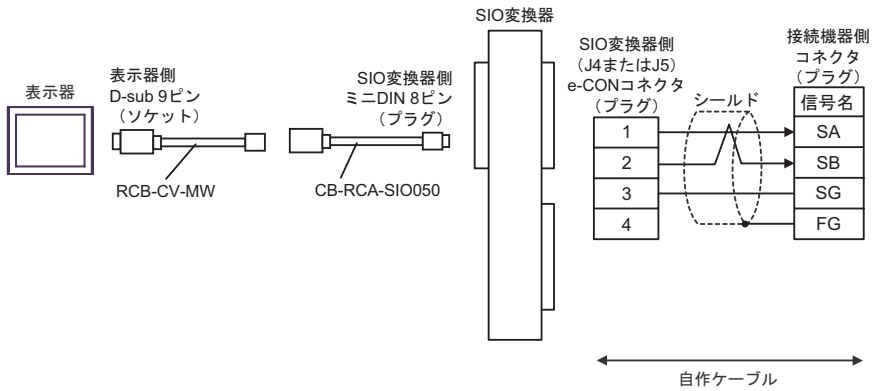 SIO変換器
表示器
表示器側
D-sub 9ピン
（ソケット）
RCB-CV-MW
SIO変換器側
ミニDIN 8ピン
（プラグ）
CB-RCA-SIO050
SIO変換器側
（J4またはJ5）
e-CONコネクタ
（プラグ）
1
2
3
4
シールド
接続機器側
コネクタ
（プラグ）
信号名
SA
SB
SG
FG
自作ケーブル